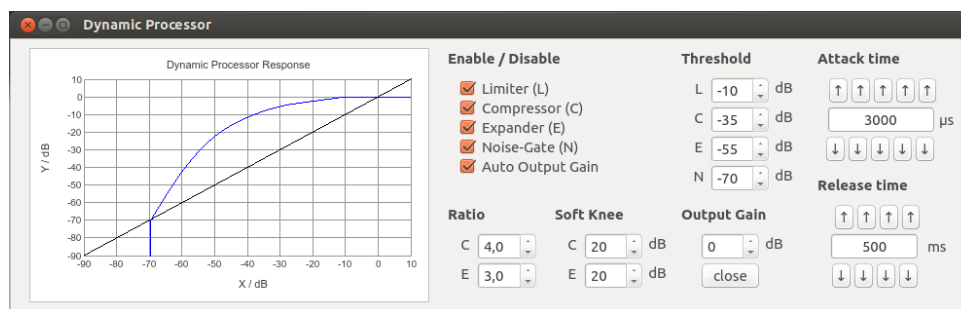 Dynamic Processor
Dynamic Processor Response
Y / dB
10
0
-10
-20
-30
-40
-50
-60
-70
-80
-90
-90 -80 -70 -60 -50 -40 -30 -20 -10 0 10
X / dB
Enable / Disable
Limiter (L)
Compressor (C)
Expander (E)
Noise-Gate (N)
Auto Output Gain
Threshold
L -10 dB
C -35 dB
E -55 dB
N -70 dB
Attack time
↑ ↑ ↑ ↑ ↑
3000 µs
↓ ↓ ↓ ↓ ↓
Release time
↑ ↑ ↑ ↑
500 ms
↓ ↓ ↓ ↓
Ratio
C 4,0
E 3,0
Soft Knee
C 20 dB
E 20 dB
Output Gain
0 dB
close